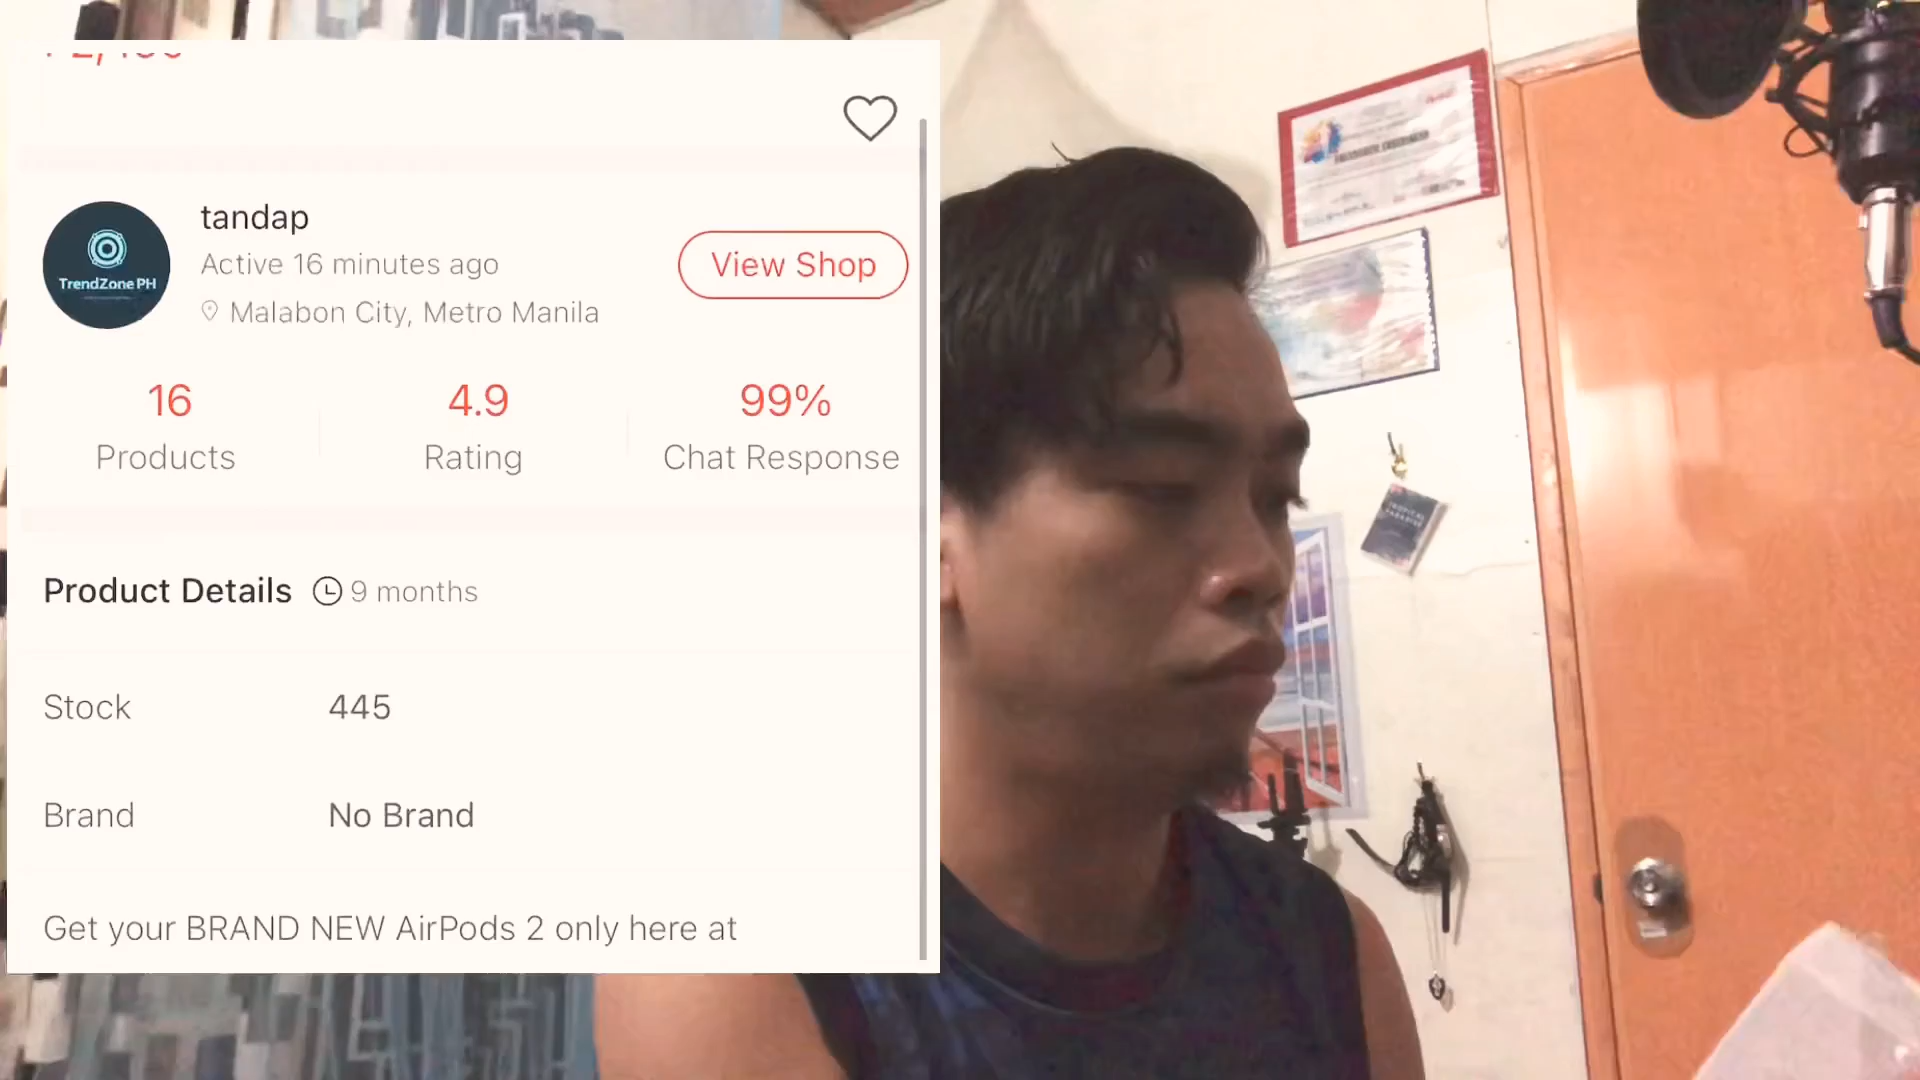 tandap
Active 16 minutes ago
Malabon City, Metro Manila
View Shop
TrendZone PH
16
Products
4.9
Rating
99%
Chat Response
Product Details
9 months
Stock
445
Brand
No Brand
Get your BRAND NEW AirPods 2 only here at
TROPICAL
PARADISE